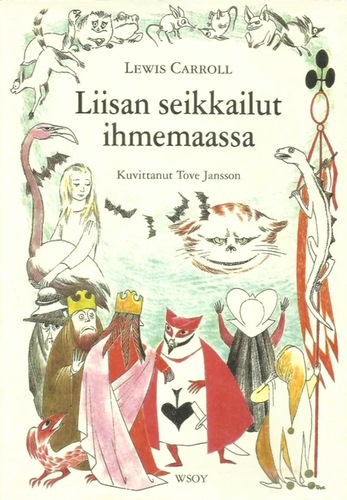 LEWIS CARROLL
Liisan seikkailut
ihmemaassa
Kuvittanut Tove Jansson
WSOY